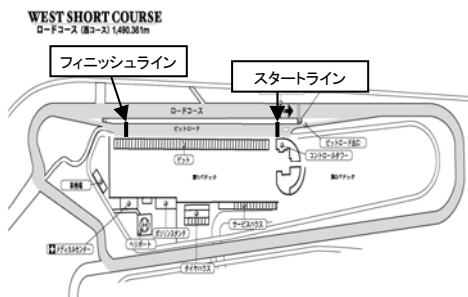 WEST SHORT COURSE
ロードコース (西コース) 1,490.361m
フィニッシュライン
スタートライン
ロードコース
ピットロード
ピットロード出口
ピット
コントロールタワー
車検場
第1パドック
第2パドック
サービスハウス
メディカルセンター
ヘリポート
ガソリンスタンド
タイヤハウス